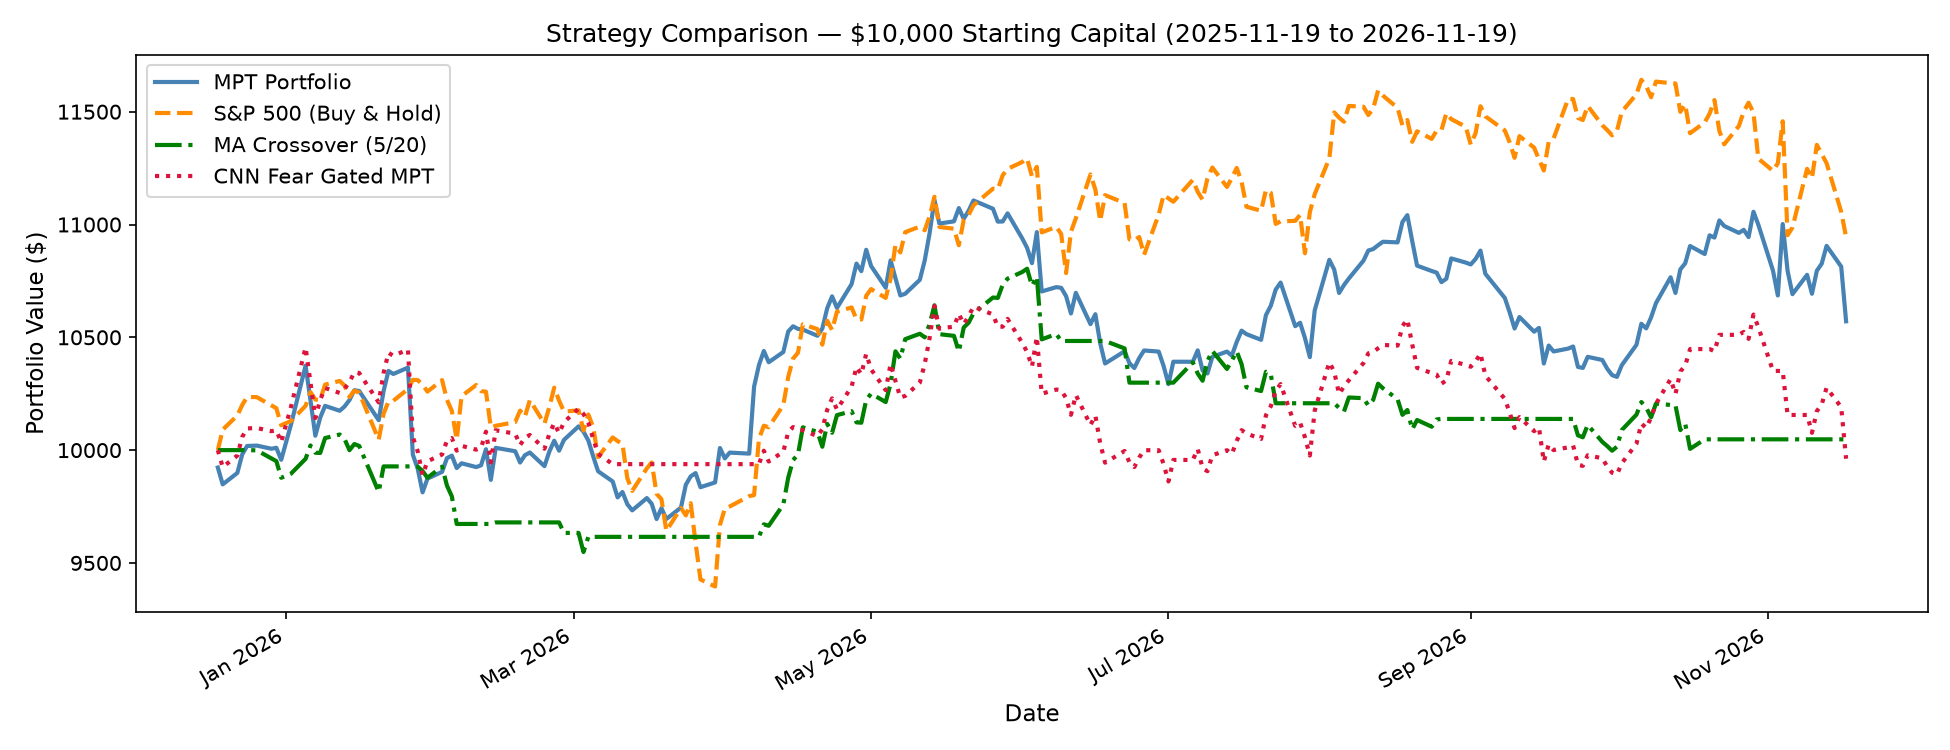 Strategy Comparison — $10,000 Starting Capital (2025-11-19 to 2026-11-19)
MPT Portfolio
S&P 500 (Buy & Hold)
MA Crossover (5/20)
CNN Fear Gated MPT
Portfolio Value ($)
11500
11000
10500
10000
9500
Jan 2026
Mar 2026
May 2026
Jul 2026
Sep 2026
Nov 2026
Date